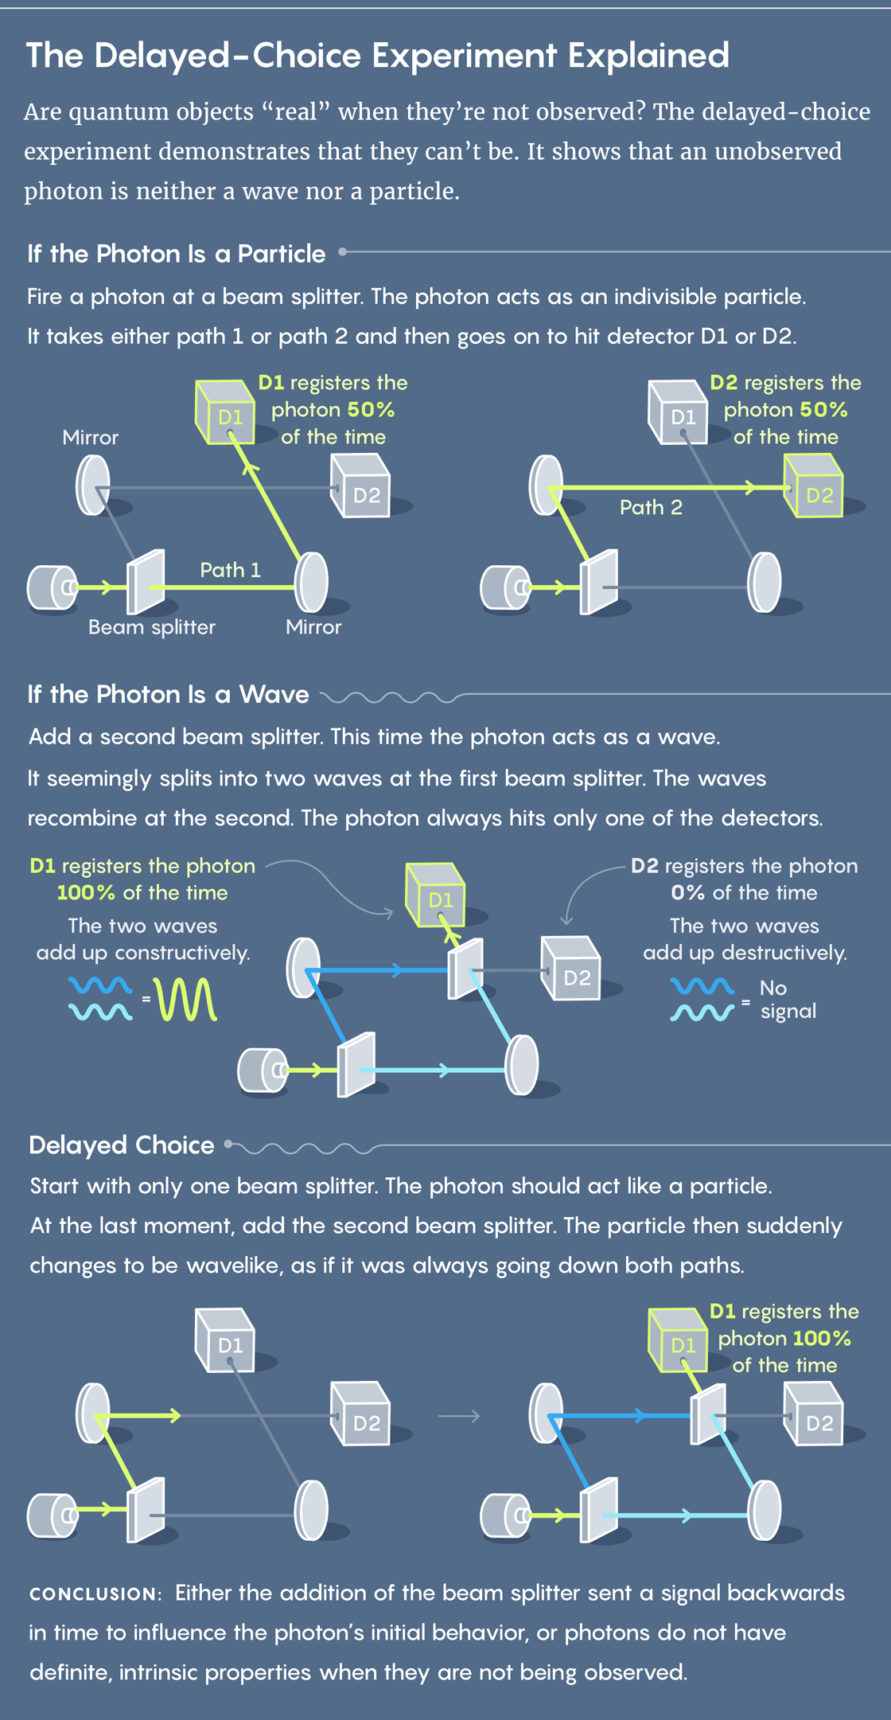 The Delayed-Choice Experiment Explained
Are quantum objects “real” when they’re not observed? The delayed-choice
experiment demonstrates that they can’t be. It shows that an unobserved
photon is neither a wave nor a particle.
If the Photon Is a Particle
Fire a photon at a beam splitter. The photon acts as an indivisible particle.
It takes either path 1 or path 2 and then goes on to hit detector D1 or D2.
D1 registers the
photon 50%
of the time
D1
Mirror
D2
Path 1
Beam splitter
Mirror
D2 registers the
photon 50%
of the time
D1
D2
Path 2
If the Photon Is a Wave
Add a second beam splitter. This time the photon acts as a wave.
It seemingly splits into two waves at the first beam splitter. The waves
recombine at the second. The photon always hits only one of the detectors.
D1 registers the photon
100% of the time
The two waves
add up constructively.
=
D1
D2
D2 registers the photon
0% of the time
The two waves
add up destructively.
= No
signal
Delayed Choice
Start with only one beam splitter. The photon should act like a particle.
At the last moment, add the second beam splitter. The particle then suddenly
changes to be wavelike, as if it was always going down both paths.
D1
D2
D1 registers the
photon 100%
of the time
D1
D2
CONCLUSION: Either the addition of the beam splitter sent a signal backwards
in time to influence the photon’s initial behavior, or photons do not have
definite, intrinsic properties when they are not being observed.